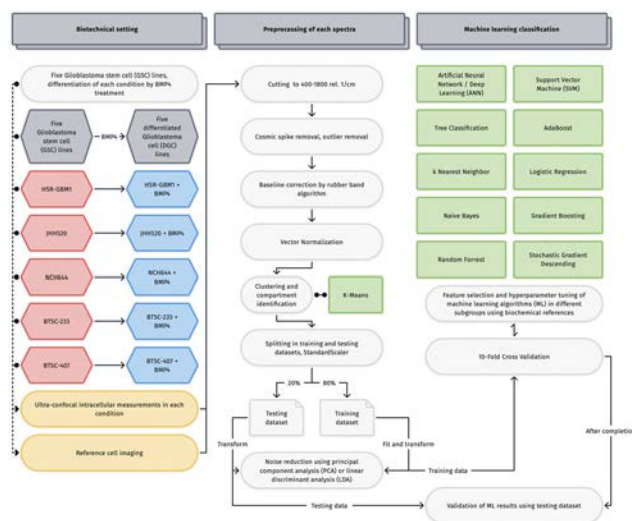 Biotechnical setting
Five Glioblastoma stem cell (GSC) lines,
differentiation of each condition by BMP4
treatment
Five
Glioblastoma
stem cell
(GSC) lines
BMP4
Five
differntiated
Glioblastoma
cell (DGC)
lines
HSR-GBM1
HSR-GBM1 +
BMP4
JHH520
JHH520 + BMP4
NCH644
NCH644 +
BMP4
BTSC-233
BTSC-233 +
BMP4
BTSC-407
BTSC-407 +
BMP4
Ultra-confocal intracellular measurements in each
condition
Reference cell imaging
Preprocessing of each spectra
Cutting to 400-1800 rel. 1/cm
Cosmic spike removal, outlier removal
Baseline correction by rubber band
algorithm
Vector Normalization
Clustering and
compartment
identification
K-Means
Splitting in training and testing
datasets, StandardScaler
20%
80%
Testing
dataset
Training
dataset
Transform
Fit and transform
Noise reduction using principal
component analysis (PCA) or linear
discriminant analysis (LDA)
Training data
Testing data
Machine learning classification
Artificial Neural
Network / Deep
Learning (ANN)
Support Vector
Machine (SVM)
Tree Classification
AdaBoost
k Nearest Neighbor
Logistic Regression
Naive Bayes
Gradient Boosting
Random Forrest
Stochastic Gradient
Descending
Feature selection and hyperparameter tuning of
machine learning algorithms (ML) in different
subgroups using biochemical references
10-Fold Cross Validation
After completio
Validation of ML results using testing dataset